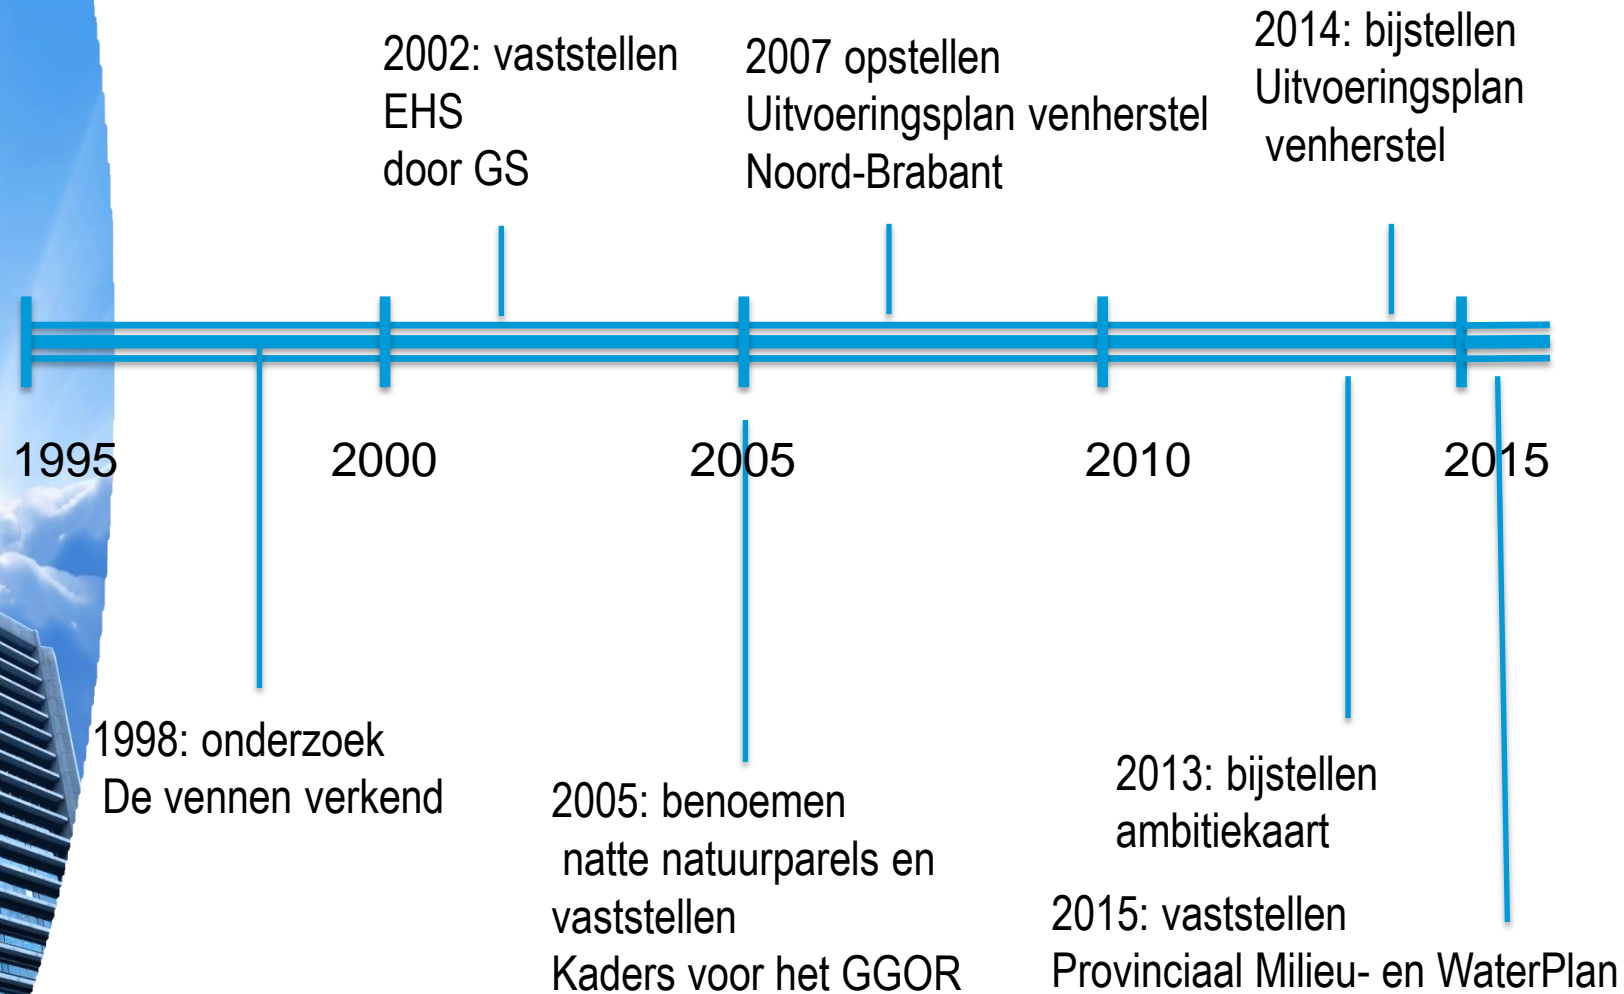 2002: vaststellen
EHS
door GS
2007 opstellen
Uitvoeringsplan venherstel
Noord-Brabant
2014: bijstellen
Uitvoeringsplan
venherstel
1995
2000
2005
2010
2015
1998: onderzoek
De vennen verkend
2005: benoemen
natte natuurparels en
vaststellen
Kaders voor het GGOR
2013: bijstellen
ambitiekaart
2015: vaststellen
Provinciaal Milieu- en WaterPlan